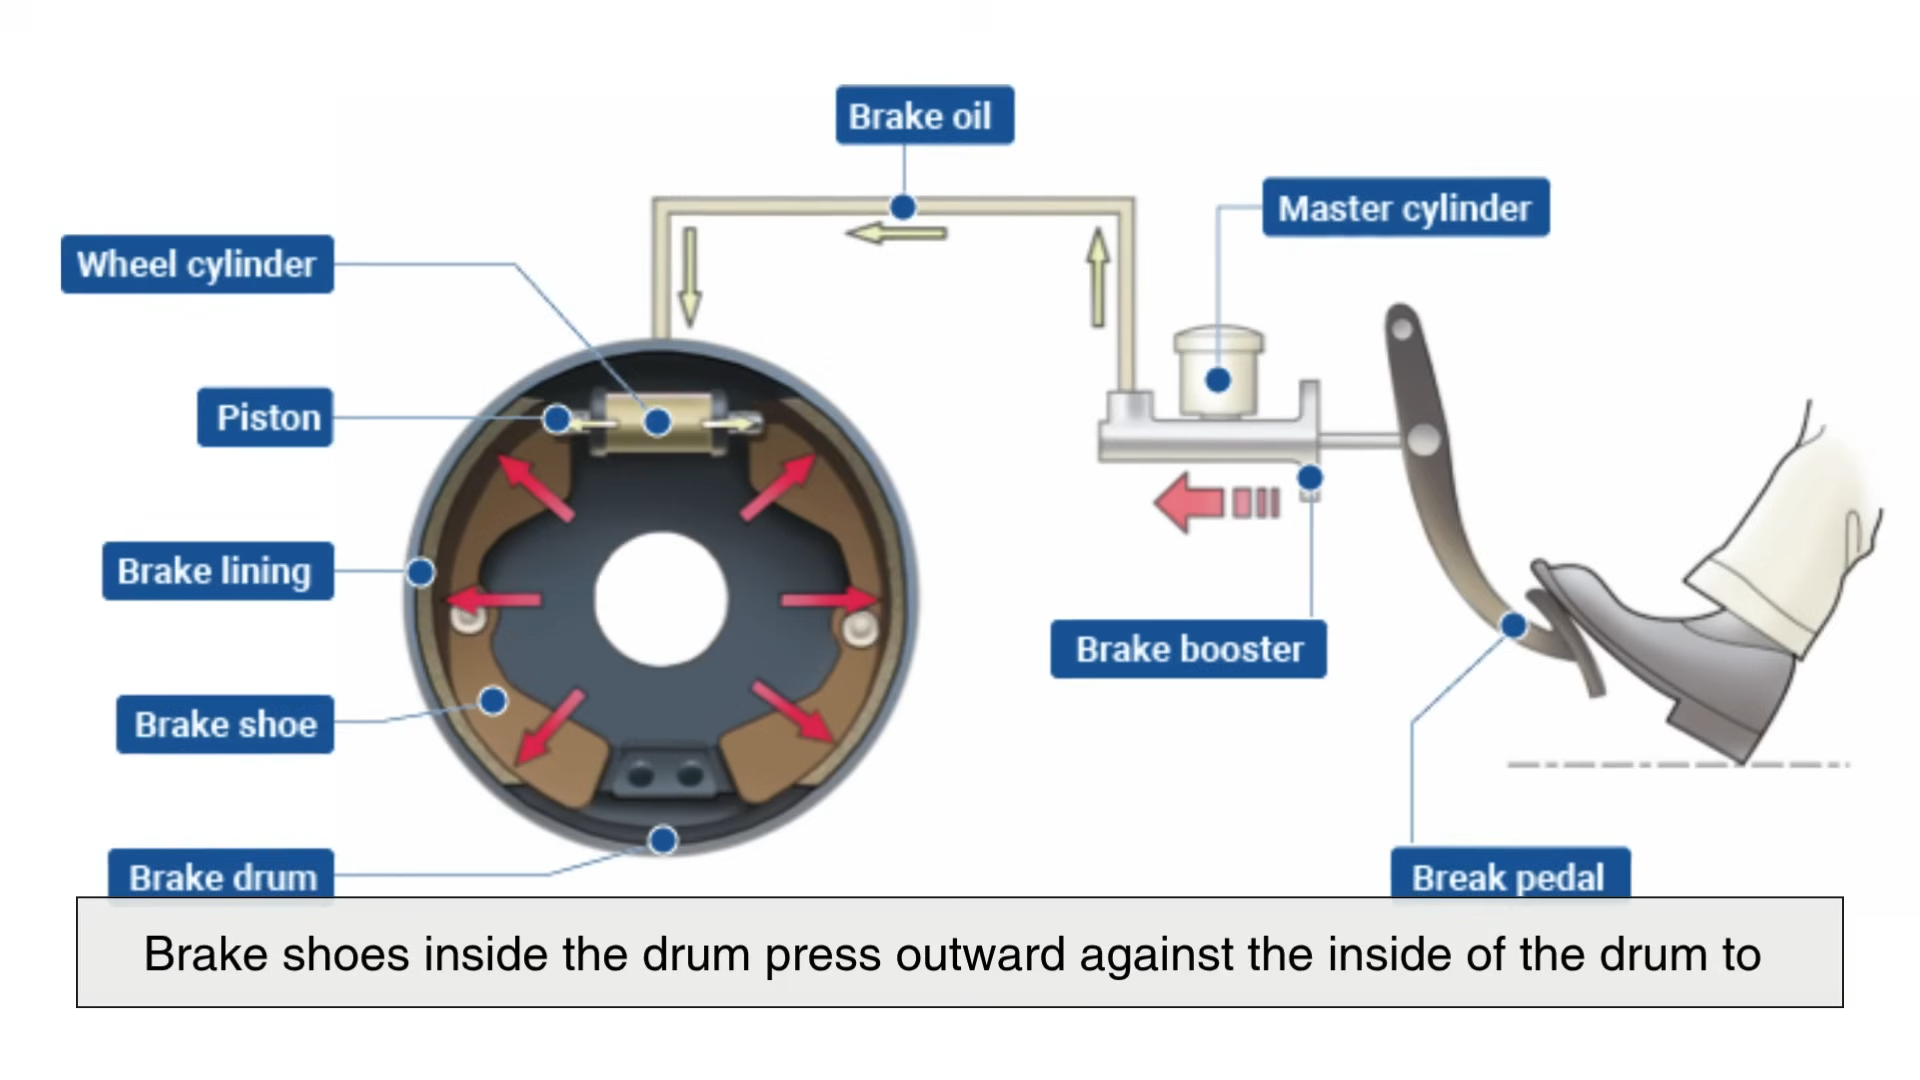 Brake oil
Master cylinder
Wheel cylinder
Piston
Brake lining
Brake booster
Brake shoe
Brake drum
Break pedal
Brake shoes inside the drum press outward against the inside of the drum to